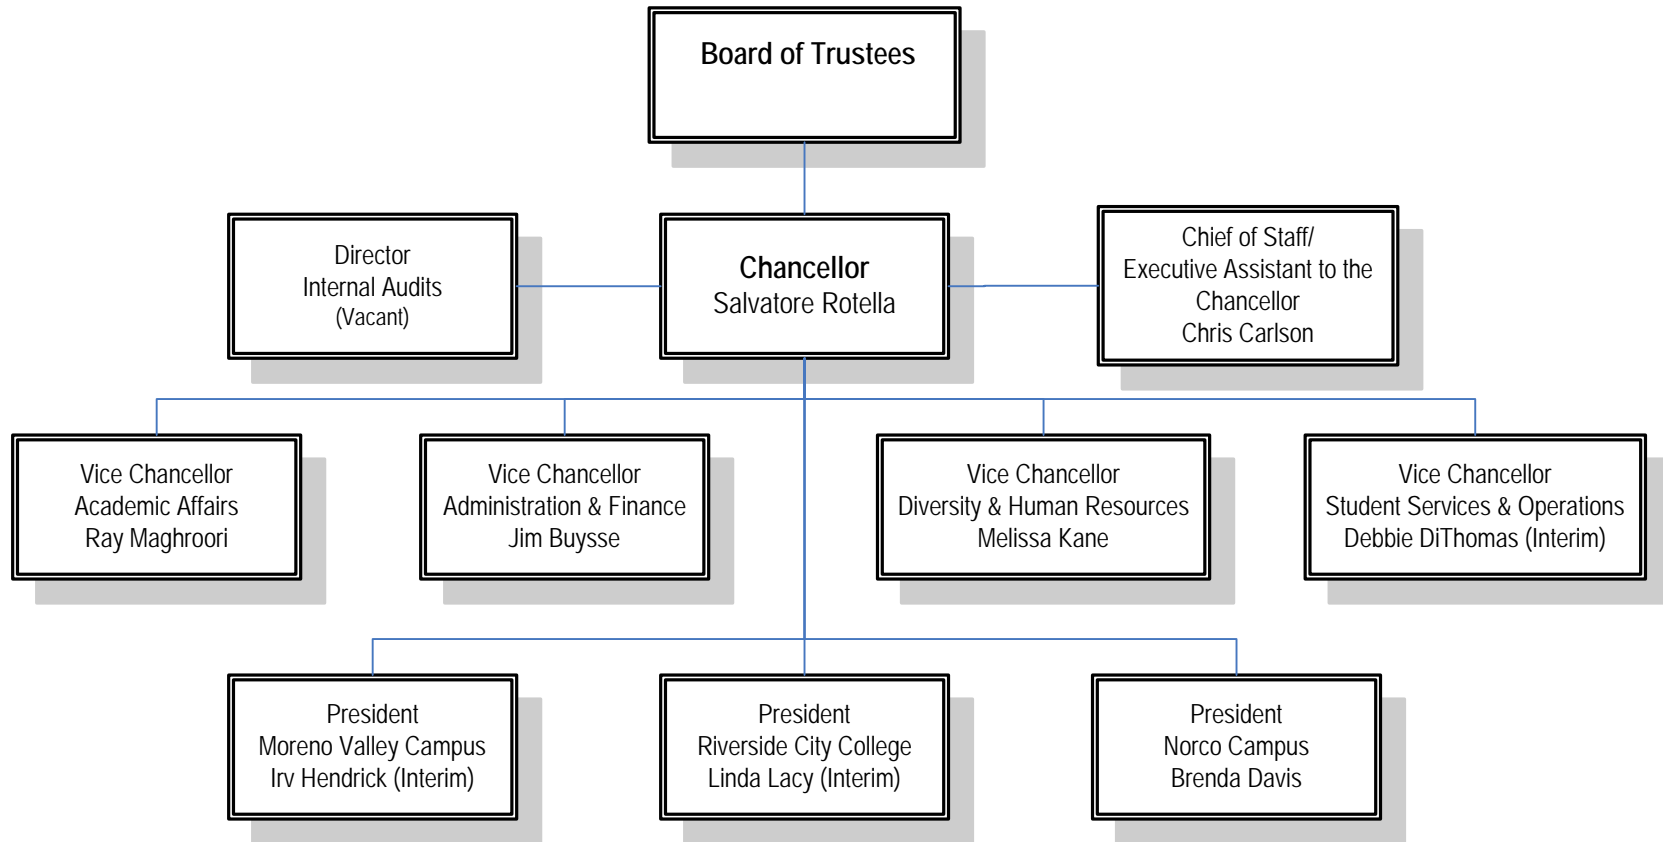 Board of Trustees
Director
Internal Audits
(Vacant)
Chancellor
Salvatore Rotella
Chief of Staff/
Executive Assistant to the
Chancellor
Chris Carlson
Vice Chancellor
Academic Affairs
Ray Maghroori
Vice Chancellor
Administration & Finance
Jim Buysse
Vice Chancellor
Diversity & Human Resources
Melissa Kane
Vice Chancellor
Student Services & Operations
Debbie DiThomas (Interim)
President
Moreno Valley Campus
Irv Hendrick (Interim)
President
Riverside City College
Linda Lacy (Interim)
President
Norco Campus
Brenda Davis